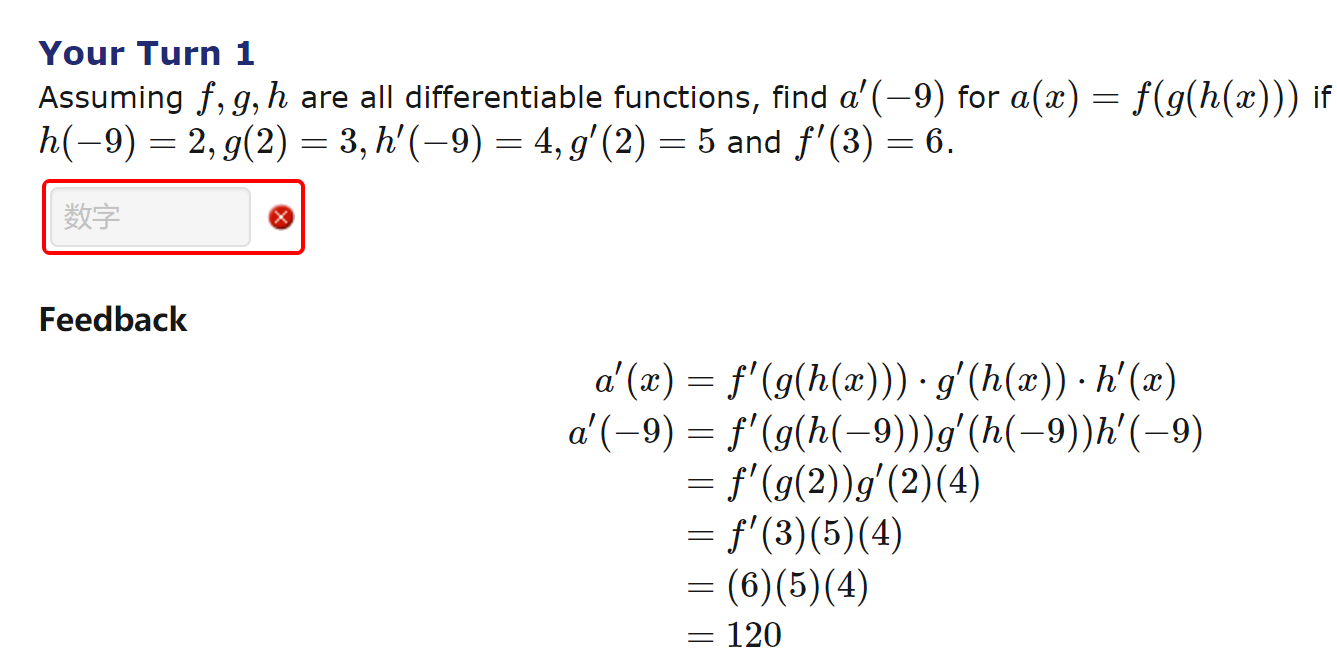 Your Turn 1
Assuming f, g, h are all differentiable functions, find a′(−9) for a(x) = f(g(h(x))) if
h(−9) = 2, g(2) = 3, h′(−9) = 4, g′(2) = 5 and f′(3) = 6.
数字
Feedback
a′(x) = f′(g(h(x))) · g′(h(x)) · h′(x)
a′(−9) = f′(g(h(−9)))g′(h(−9))h′(−9)
= f′(g(2))g′(2)(4)
= f′(3)(5)(4)
= (6)(5)(4)
= 120